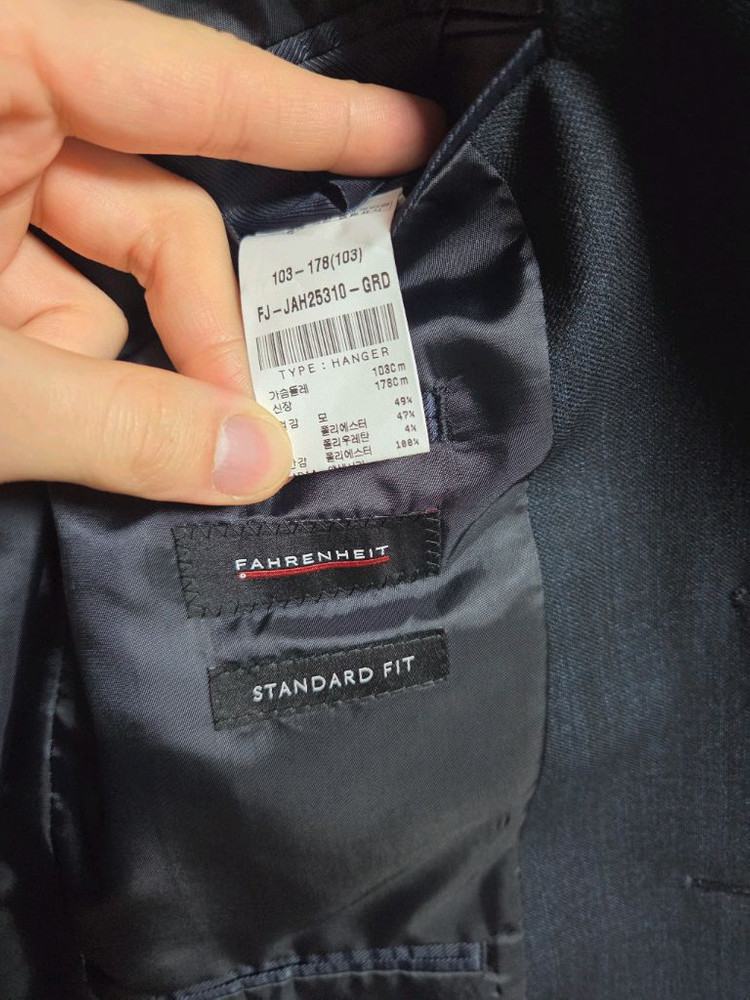 103-178(103)
FJ-JAH25310-GRD
TYPE : HANGER
가슴둘레 103Cm
신장 178Cm
감 모 49%
폴리에스터 47%
폴리우레탄 4%
감 폴리에스터 100%
FAHRENHEIT
STANDARD FIT